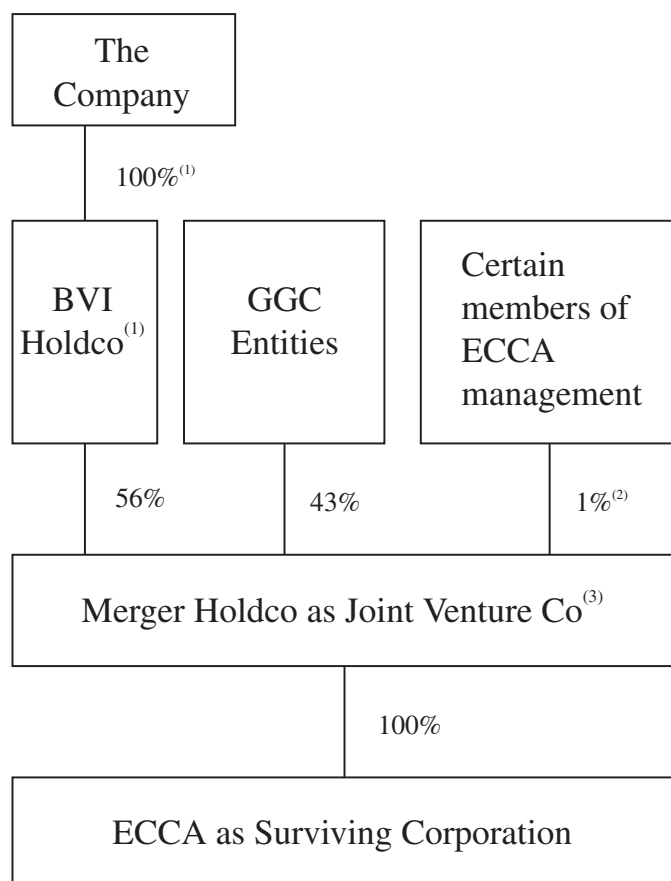 The
Company
100%(1)
BVI
Holdco(1)
GGC
Entities
Certain
members of
ECCA
management
56%
43%
1%(2)
Merger Holdco as Joint Venture Co(3)
100%
ECCA as Surviving Corporation